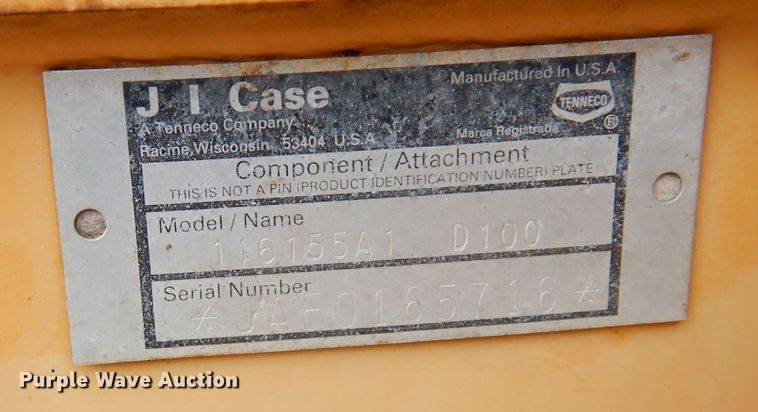 J I Case
Manufactured In U.S.A.
TENNECO
®
A Tenneco Company
Racine, Wisconsin 53404 U.S.A.
Marca Registrada
Component / Attachment
THIS IS NOT A PIN (PRODUCT IDENTIFICATION NUMBER) PLATE
Model / Name
116155A1 D100
Serial Number
*JAF0165716*
Purple Wave Auction